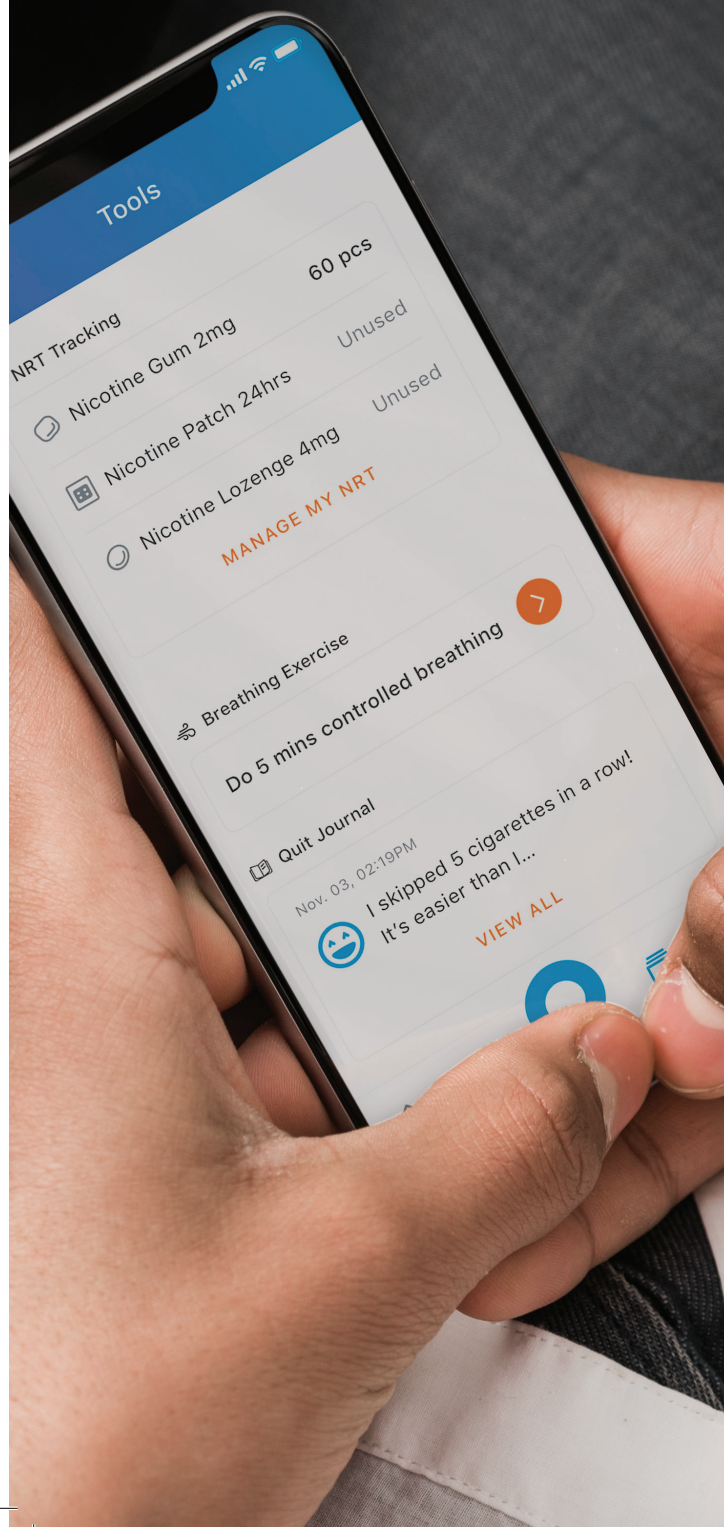 Tools
NRT Tracking
Nicotine Gum 2mg 60 pcs
Nicotine Patch 24hrs Unused
Nicotine Lozenge 4mg Unused
MANAGE MY NRT
Breathing Exercise
Do 5 mins controlled breathing
Quit Journal
Nov. 03, 02:19PM
I skipped 5 cigarettes in a row!
It's easier than I...
VIEW ALL